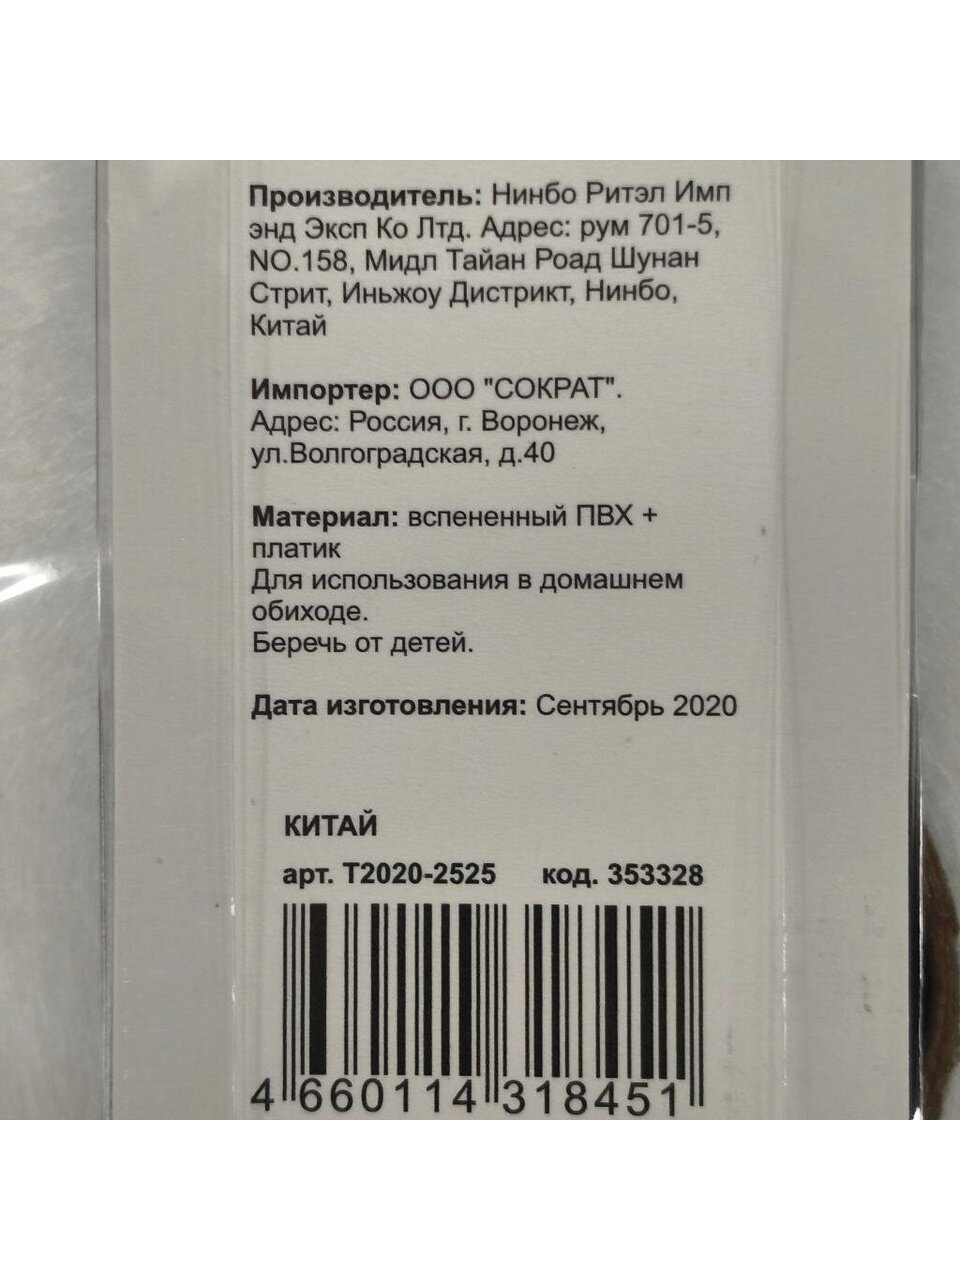 Производитель: Нинбо Ритэл Имп
энд Эксп Ко Лтд. Адрес: рум 701-5,
NO.158, Мидл Тайан Роад Шунан
Стрит, Иньжоу Дистрикт, Нинбо,
Китай
Импортер: ООО "СОКРАТ".
Адрес: Россия, г. Воронеж,
ул.Волгоградская, д.40
Материал: вспененный ПВХ +
платик
Для использования в домашнем
обиходе.
Беречь от детей.
Дата изготовления: Сентябрь 2020
КИТАЙ
арт. Т2020-2525 код. 353328
4 660114 318451